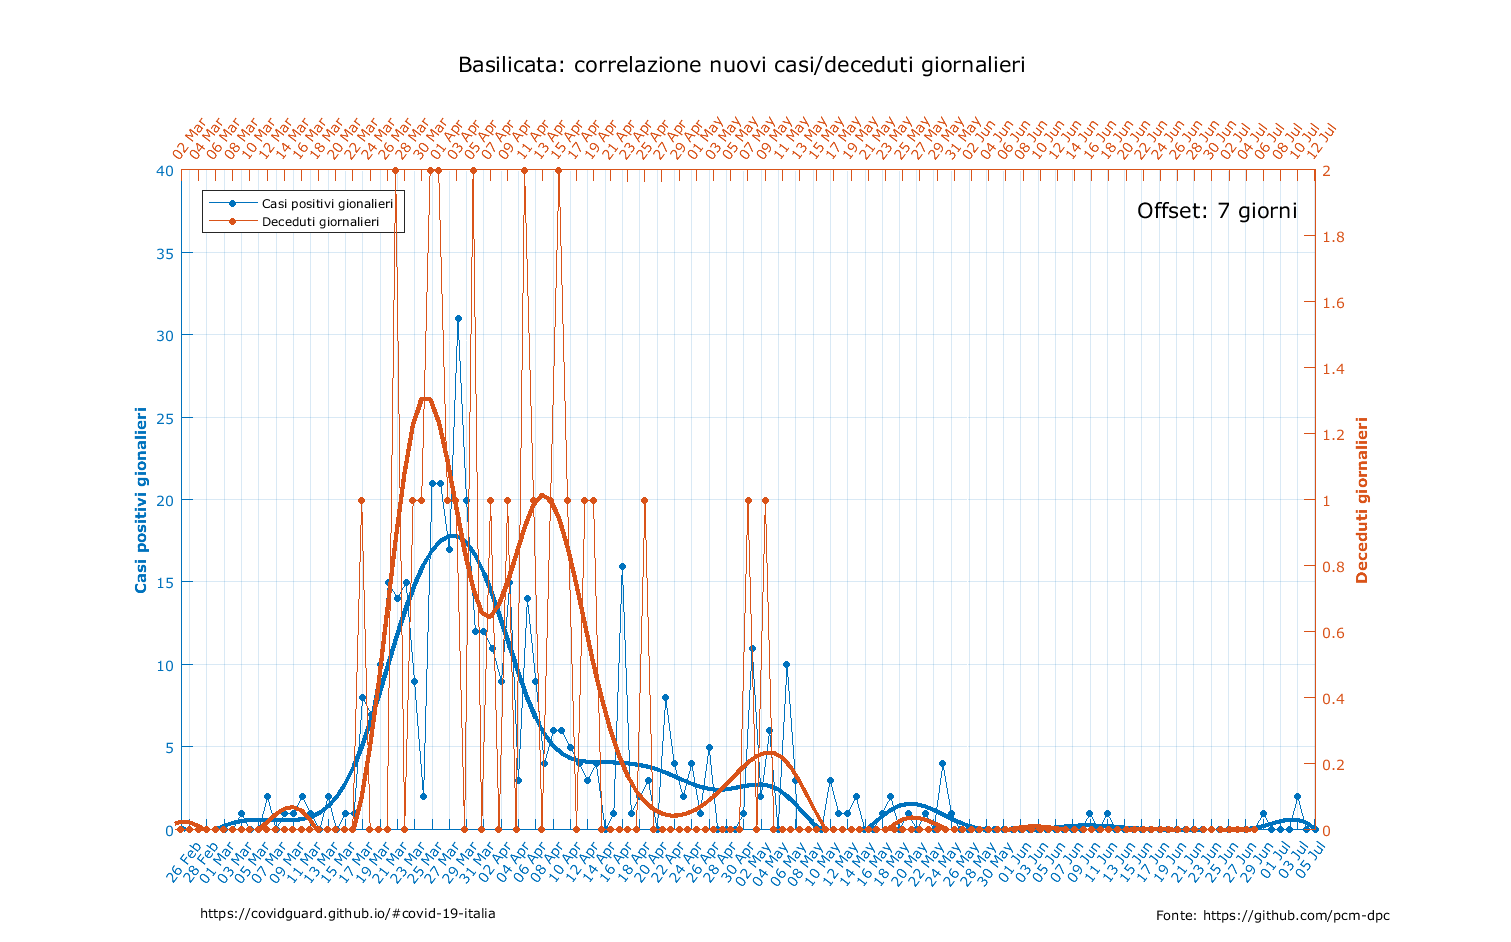 Basilicata: correlazione nuovi casi/deceduti giornalieri
02 Mar
04 Mar
06 Mar
08 Mar
10 Mar
12 Mar
14 Mar
16 Mar
18 Mar
20 Mar
22 Mar
24 Mar
26 Mar
28 Mar
30 Mar
01 Apr
03 Apr
05 Apr
07 Apr
09 Apr
11 Apr
13 Apr
15 Apr
17 Apr
19 Apr
21 Apr
23 Apr
25 Apr
27 Apr
29 Apr
01 May
03 May
05 May
07 May
09 May
11 May
13 May
15 May
17 May
19 May
21 May
23 May
25 May
27 May
29 May
31 May
02 Jun
04 Jun
06 Jun
08 Jun
10 Jun
12 Jun
14 Jun
16 Jun
18 Jun
20 Jun
22 Jun
24 Jun
26 Jun
28 Jun
30 Jun
02 Jul
04 Jul
06 Jul
08 Jul
10 Jul
12 Jul
Casi positivi gionalieri
Deceduti giornalieri
Offset: 7 giorni
40
35
30
25
20
15
10
5
0
Casi positivi gionalieri
2
1.8
1.6
1.4
1.2
1
0.8
0.6
0.4
0.2
0
Deceduti giornalieri
26 Feb
28 Feb
01 Mar
03 Mar
05 Mar
07 Mar
09 Mar
11 Mar
13 Mar
15 Mar
17 Mar
19 Mar
21 Mar
23 Mar
25 Mar
27 Mar
29 Mar
31 Mar
02 Apr
04 Apr
06 Apr
08 Apr
10 Apr
12 Apr
14 Apr
16 Apr
18 Apr
20 Apr
22 Apr
24 Apr
26 Apr
28 Apr
30 Apr
02 May
04 May
06 May
08 May
10 May
12 May
14 May
16 May
18 May
20 May
22 May
24 May
26 May
28 May
30 May
01 Jun
03 Jun
05 Jun
07 Jun
09 Jun
11 Jun
13 Jun
15 Jun
17 Jun
19 Jun
21 Jun
23 Jun
25 Jun
27 Jun
29 Jun
01 Jul
03 Jul
05 Jul
https://covidguard.github.io/#covid-19-italia
Fonte: https://github.com/pcm-dpc